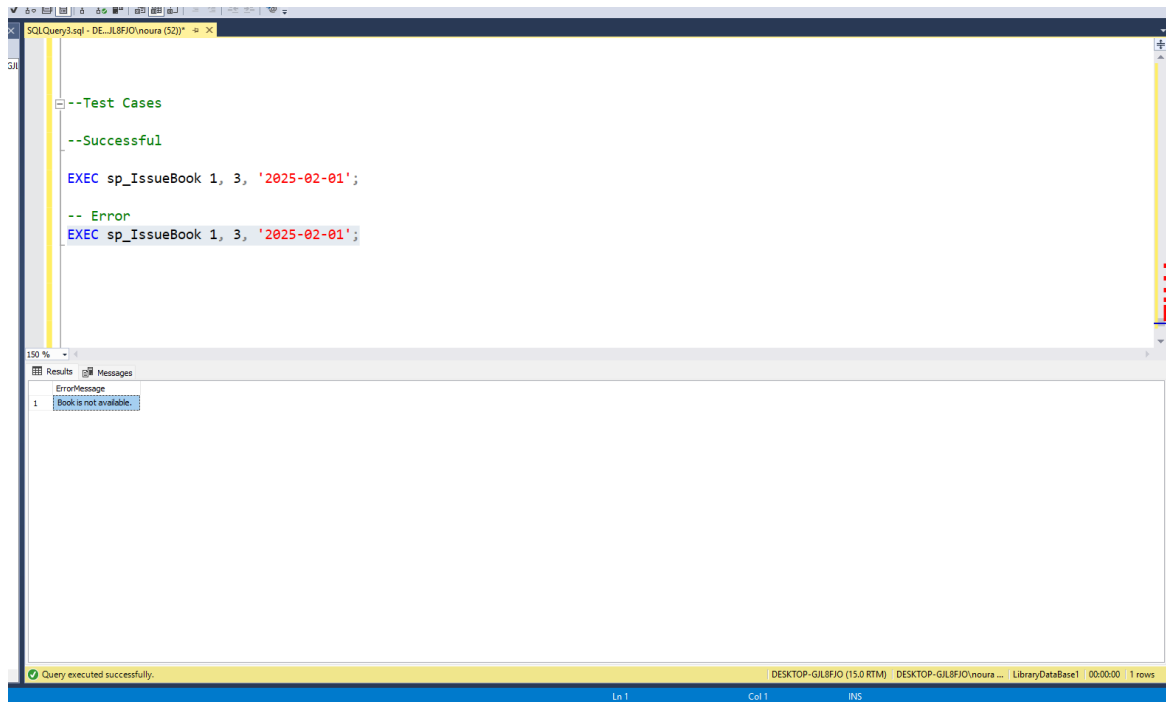 SQLQuery3.sql - DE...JL8FJO\noura (52))*
GJL
--Test Cases
--Successful
EXEC sp_IssueBook 1, 3, '2025-02-01';
-- Error
EXEC sp_IssueBook 1, 3, '2025-02-01';
150 %
Results Messages
ErrorMessage
1 Book is not available.
Query executed successfully. DESKTOP-GJL8FJO (15.0 RTM) DESKTOP-GJL8FJO\noura ... LibraryDataBase1 00:00:00 1 rows
Ln 1 Col 1 INS